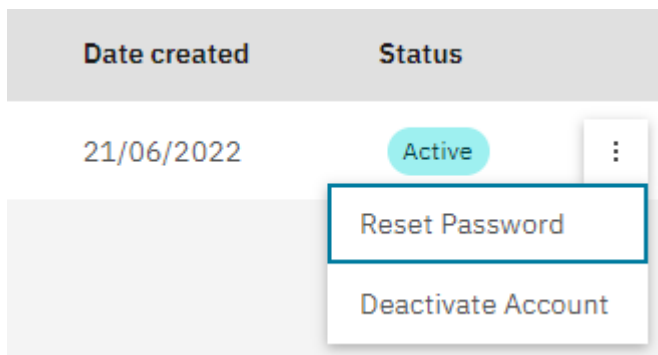 Date created Status
21/06/2022 Active
Reset Password
Deactivate Account